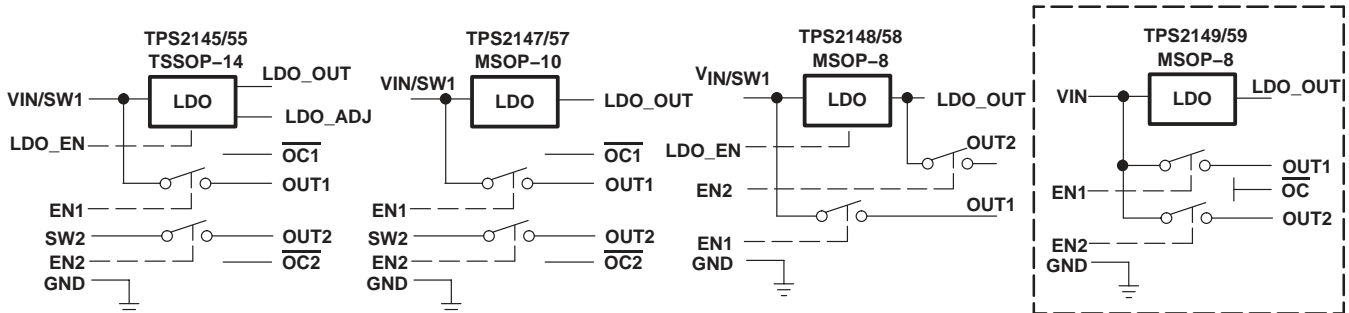 TPS2145/55
TSSOP–14
LDO_OUT
VIN/SW1
LDO
LDO_ADJ
LDO_EN
OC1
OUT1
EN1
SW2
OUT2
EN2
OC2
GND
TPS2147/57
MSOP–10
VIN/SW1
LDO
LDO_OUT
OC1
OUT1
EN1
SW2
OUT2
EN2
OC2
GND
TPS2148/58
MSOP–8
VIN/SW1
LDO
LDO_OUT
LDO_EN
OUT2
EN2
OUT1
EN1
GND
TPS2149/59
MSOP–8
LDO_OUT
VIN
LDO
OUT1
EN1
OC
OUT2
EN2
GND